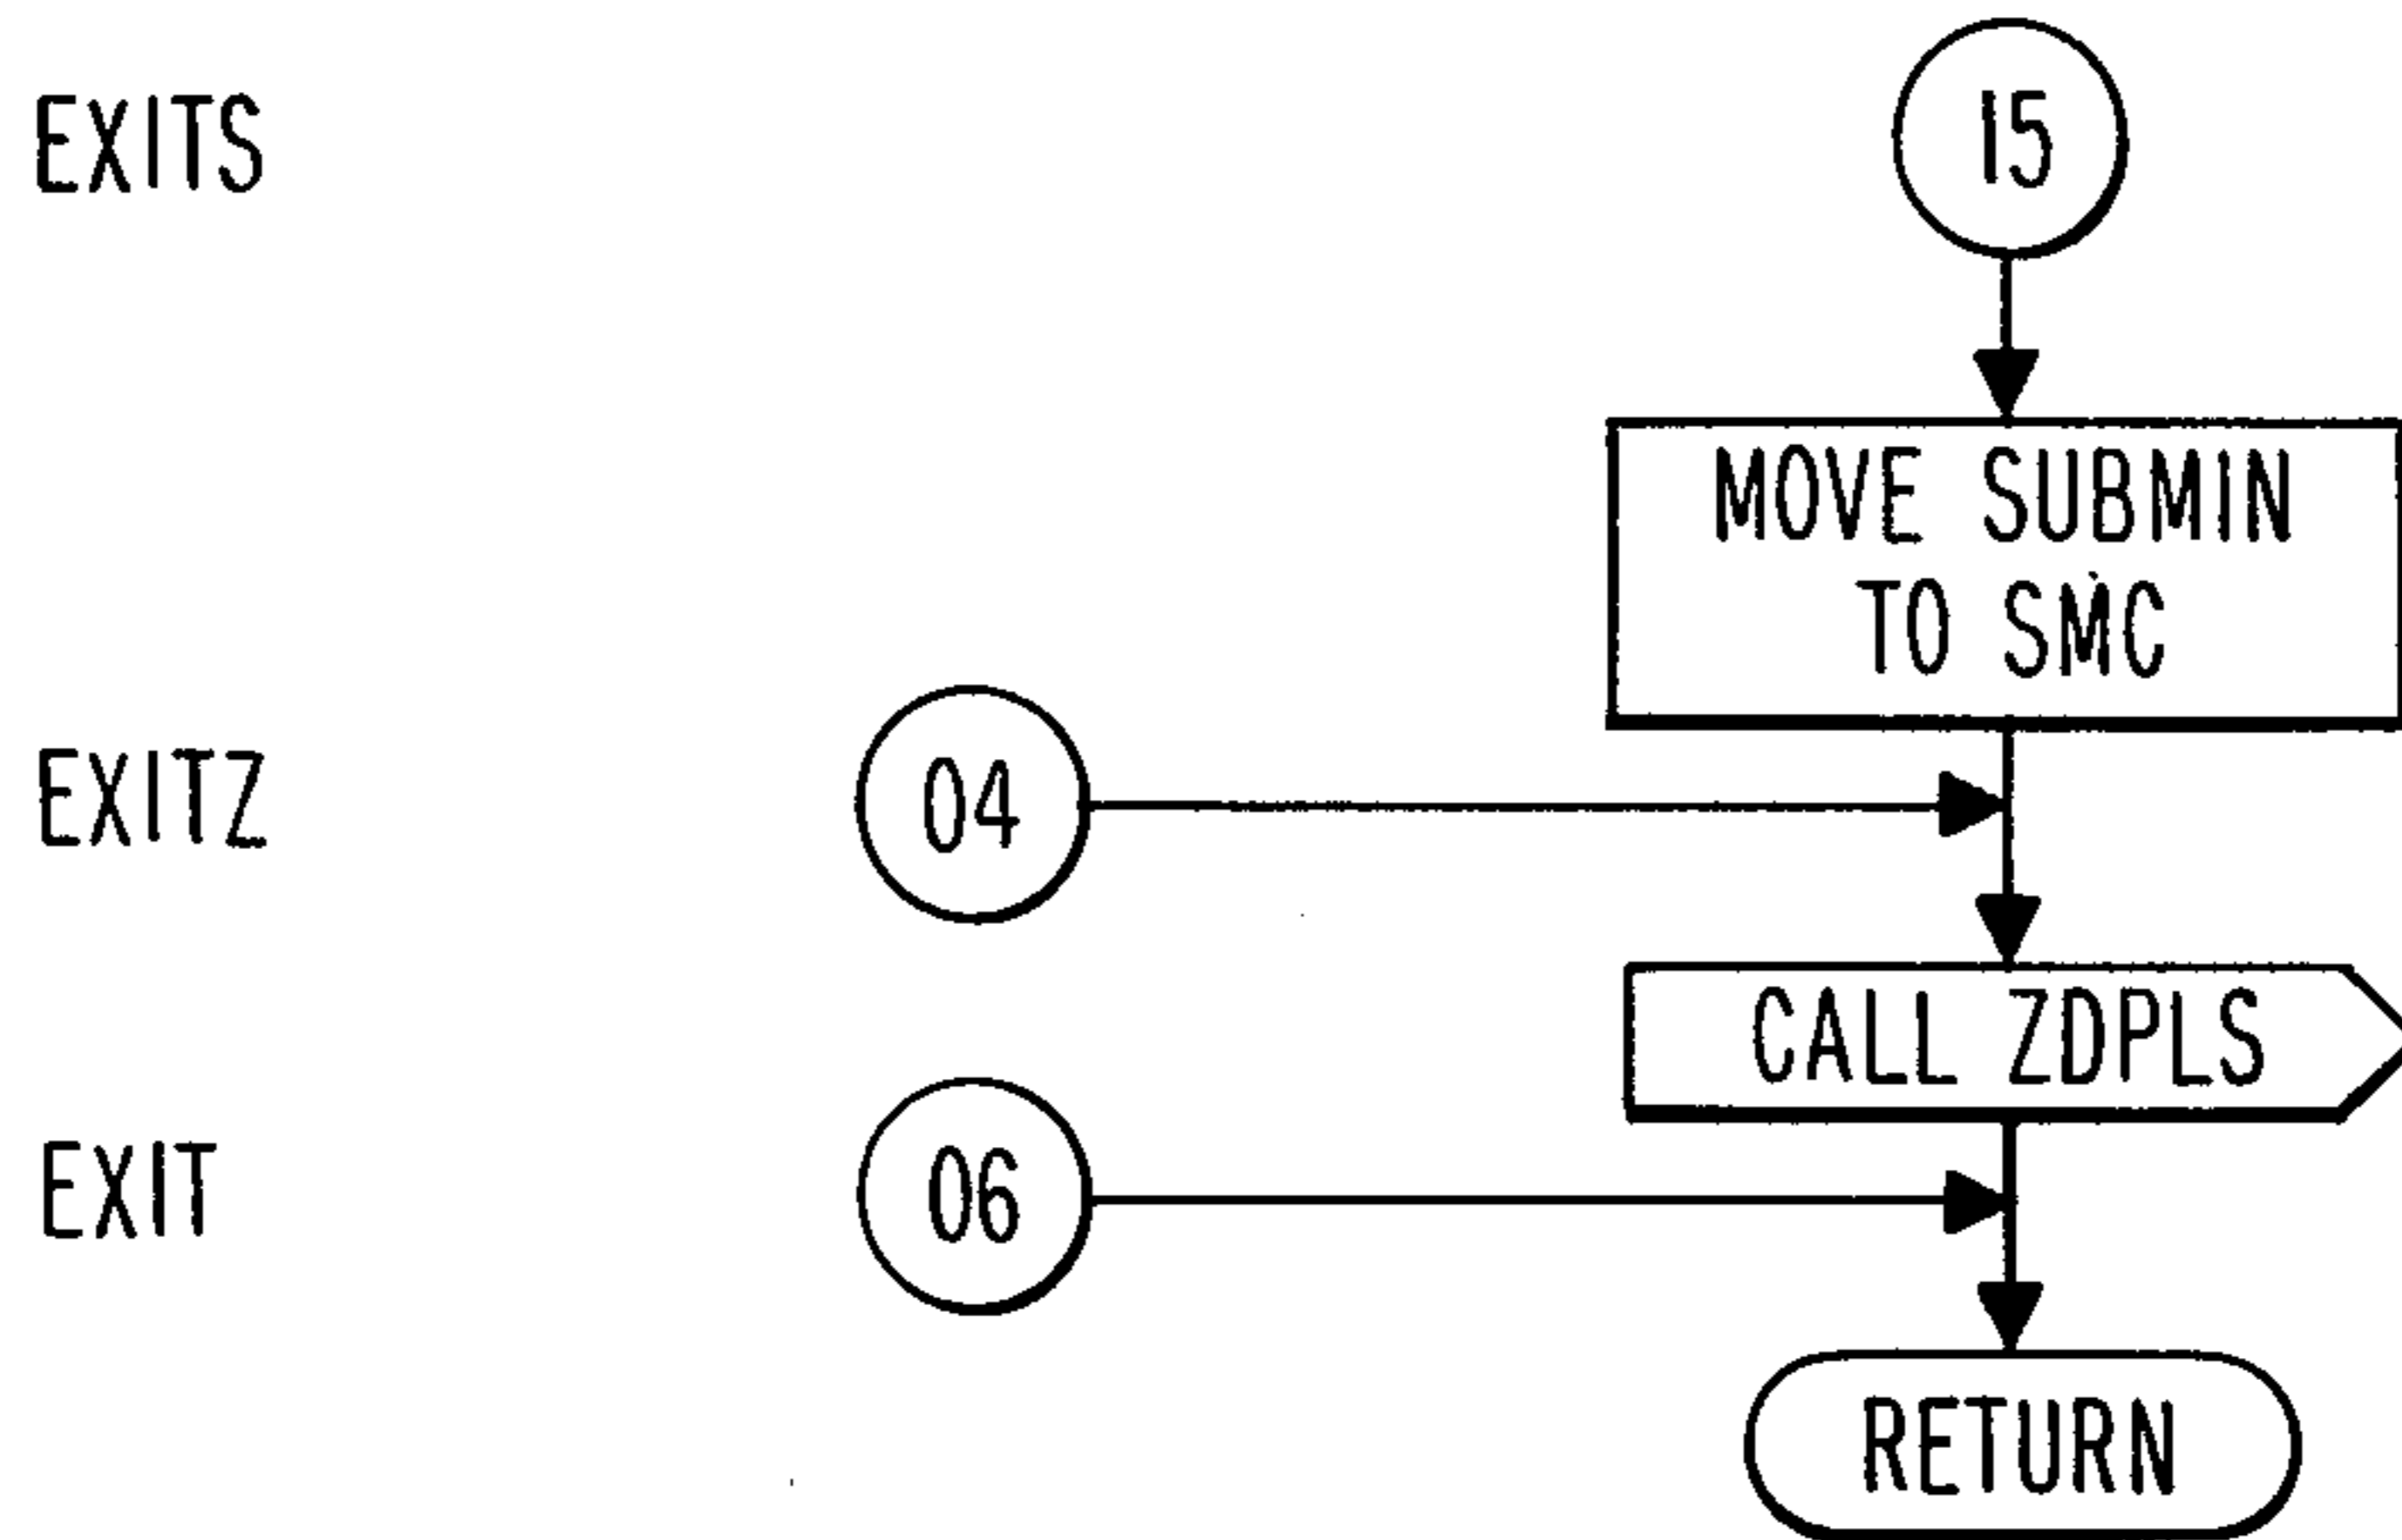 EXITS
15
MOVE SUBMIN
TO SMC
EXITZ
04
CALL ZDPLS
EXIT
06
RETURN